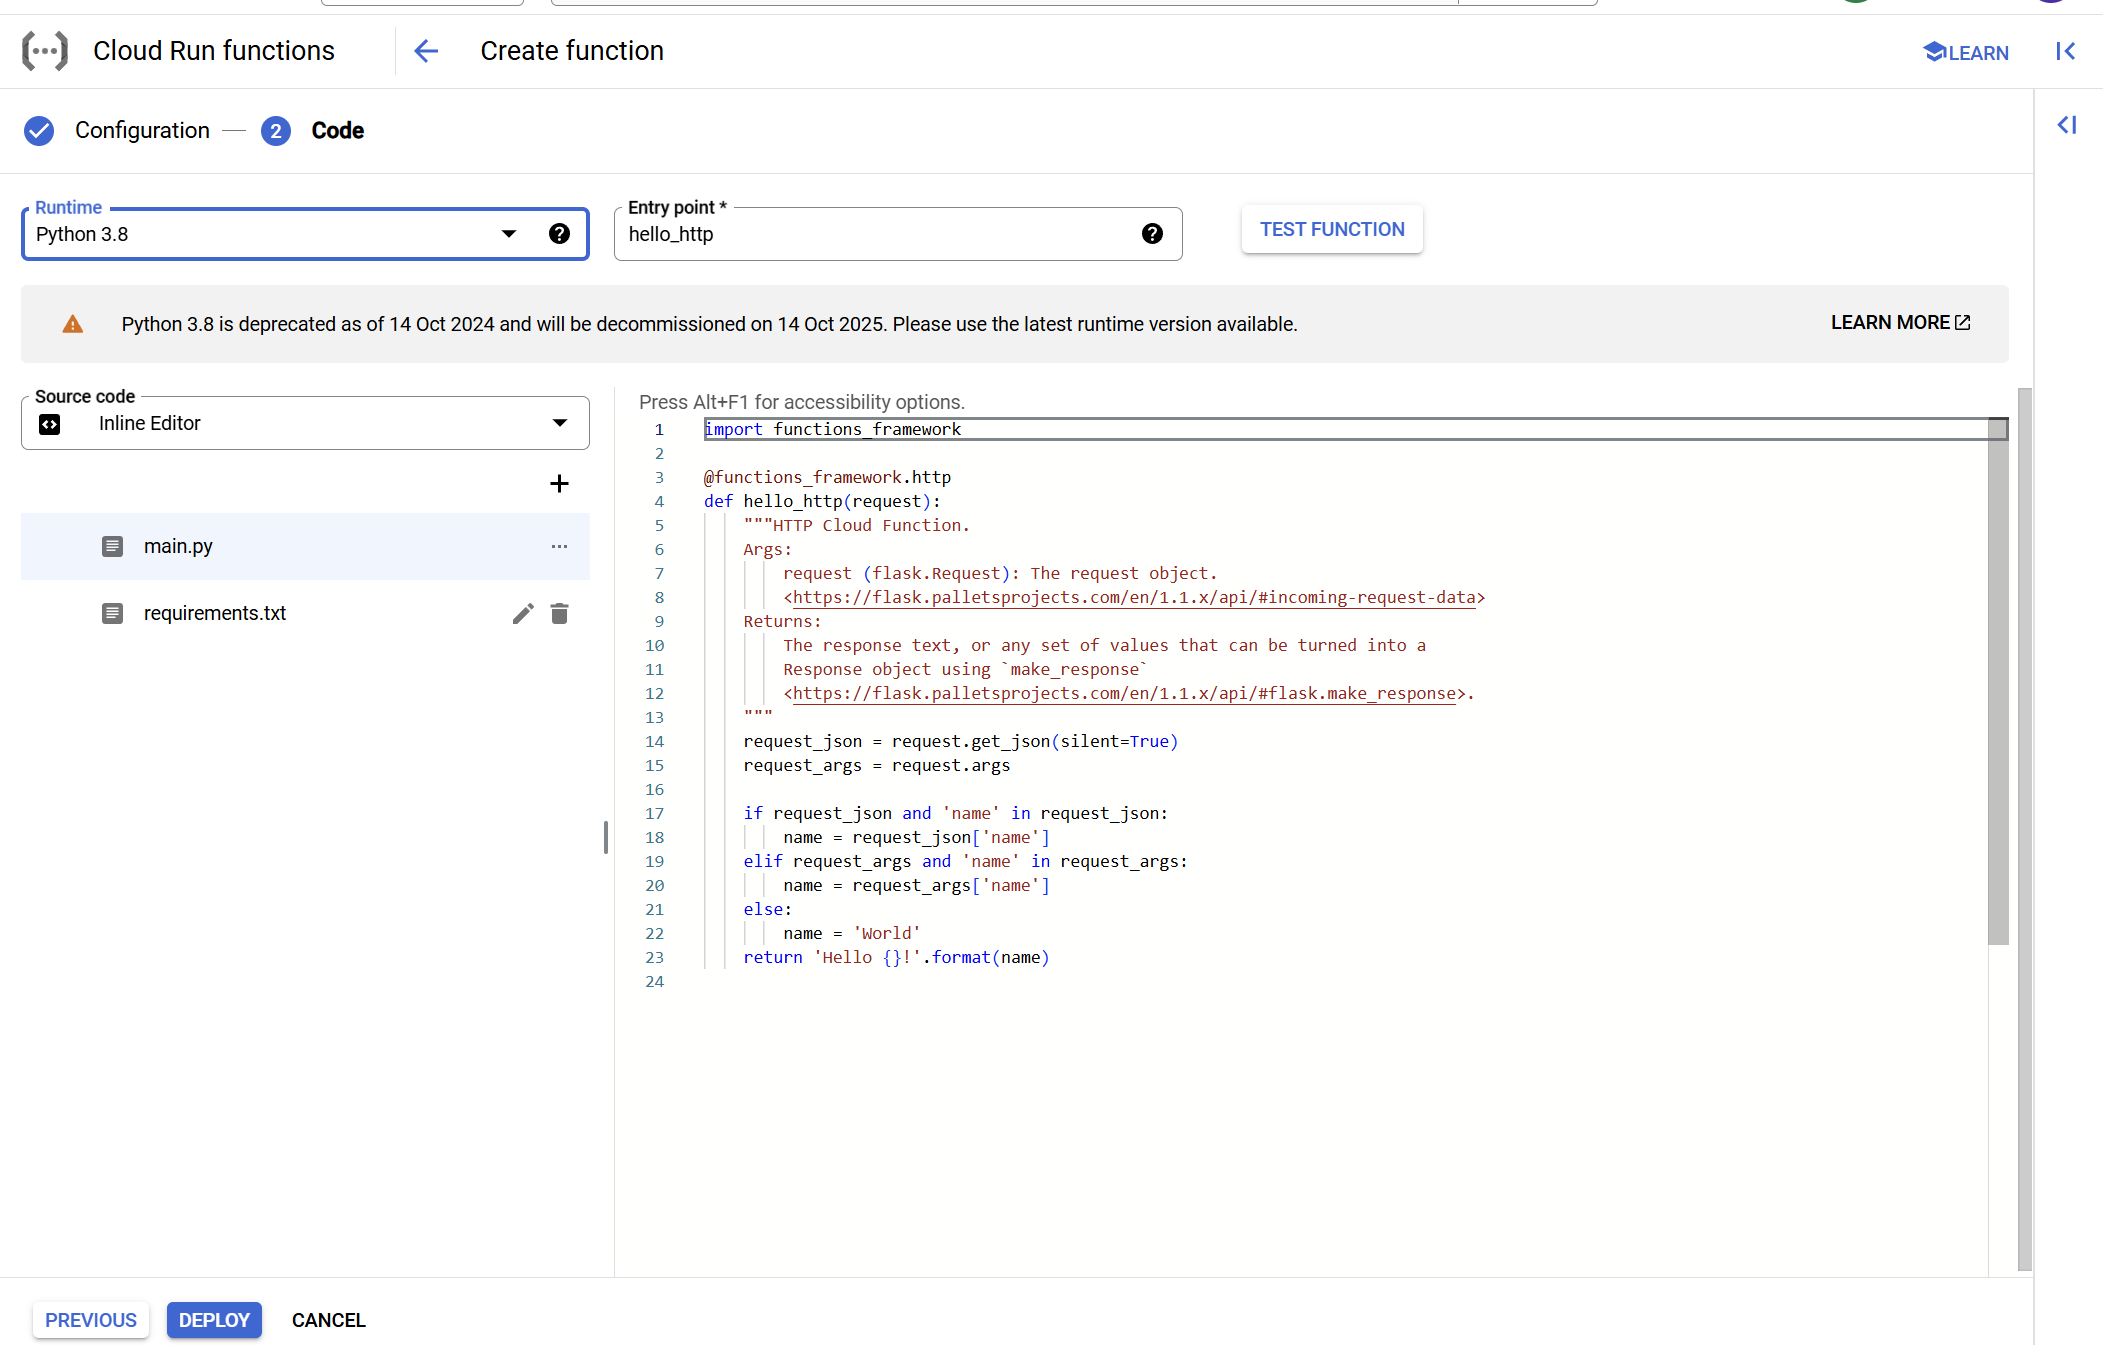 Cloud Run functions
Create function
LEARN
Configuration
2
Code
Runtime
Python 3.8
Entry point *
hello_http
TEST FUNCTION
Python 3.8 is deprecated as of 14 Oct 2024 and will be decommissioned on 14 Oct 2025. Please use the latest runtime version available.
LEARN MORE
Source code
Inline Editor
main.py
requirements.txt
Press Alt+F1 for accessibility options.
1 import functions_framework
2
3 @functions_framework.http
4 def hello_http(request):
5 """HTTP Cloud Function.
6 Args:
7 request (flask.Request): The request object.
8 <https://flask.palletsprojects.com/en/1.1.x/api/#incoming-request-data>
9 Returns:
10 The response text, or any set of values that can be turned into a
11 Response object using `make_response`
12 <https://flask.palletsprojects.com/en/1.1.x/api/#flask.make_response>.
13 """
14 request_json = request.get_json(silent=True)
15 request_args = request.args
16
17 if request_json and 'name' in request_json:
18 name = request_json['name']
19 elif request_args and 'name' in request_args:
20 name = request_args['name']
21 else:
22 name = 'World'
23 return 'Hello {}!'.format(name)
24
PREVIOUS
DEPLOY
CANCEL